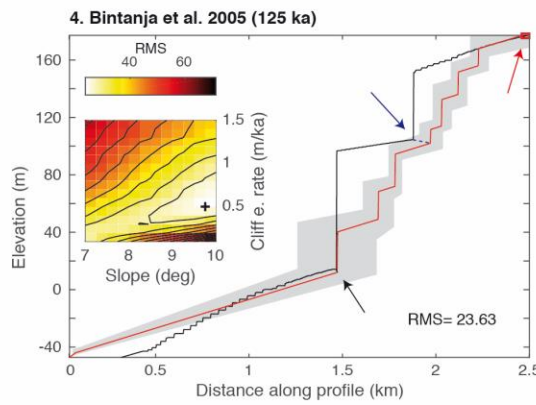 4. Bintanja et al. 2005 (125 ka)
RMS
40 60
160
120
80
40
0
-40
Elevation (m)
1.5
1
0.5
Cliff e. rate (m/ka)
7 8 9 10
Slope (deg)
RMS= 23.63
0 0.5 1 1.5 2 2.5
Distance along profile (km)